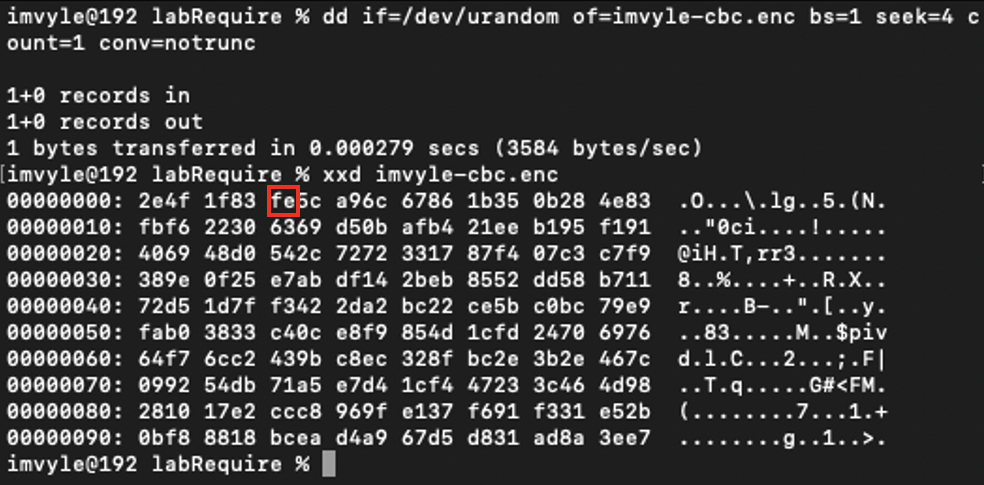 imvyle@192 labRequire % dd if=/dev/urandom of=imvyle-cbc.enc bs=1 seek=4 c
ount=1 conv=notrunc
1+0 records in
1+0 records out
1 bytes transferred in 0.000279 secs (3584 bytes/sec)
[imvyle@192 labRequire % xxd imvyle-cbc.enc
00000000: 2e4f 1f83 fe5c a96c 6786 1b35 0b28 4e83  .O...\.lg..5.(N.
00000010: fbf6 2230 6369 d50b afb4 21ee b195 f191  .."0ci....!.....
00000020: 4069 48d0 542c 7272 3317 87f4 07c3 c7f9  @iH.T,rr3.......
00000030: 389e 0f25 e7ab df14 2beb 8552 dd58 b711  8..%....+..R.X..
00000040: 72d5 1d7f f342 2da2 bc22 ce5b c0bc 79e9  r....B-..".[..y.
00000050: fab0 3833 c40c e8f9 854d 1cfd 2470 6976  ..83.....M..$piv
00000060: 64f7 6cc2 439b c8ec 328f bc2e 3b2e 467c  d.l.C...2...;.F|
00000070: 0992 54db 71a5 e7d4 1cf4 4723 3c46 4d98  ..T.q.....G#<FM.
00000080: 2810 17e2 ccc8 969f e137 f691 f331 e52b  (........7...1.+
00000090: 0bf8 8818 bcea d4a9 67d5 d831 ad8a 3ee7  ........g..1..>.
imvyle@192 labRequire %